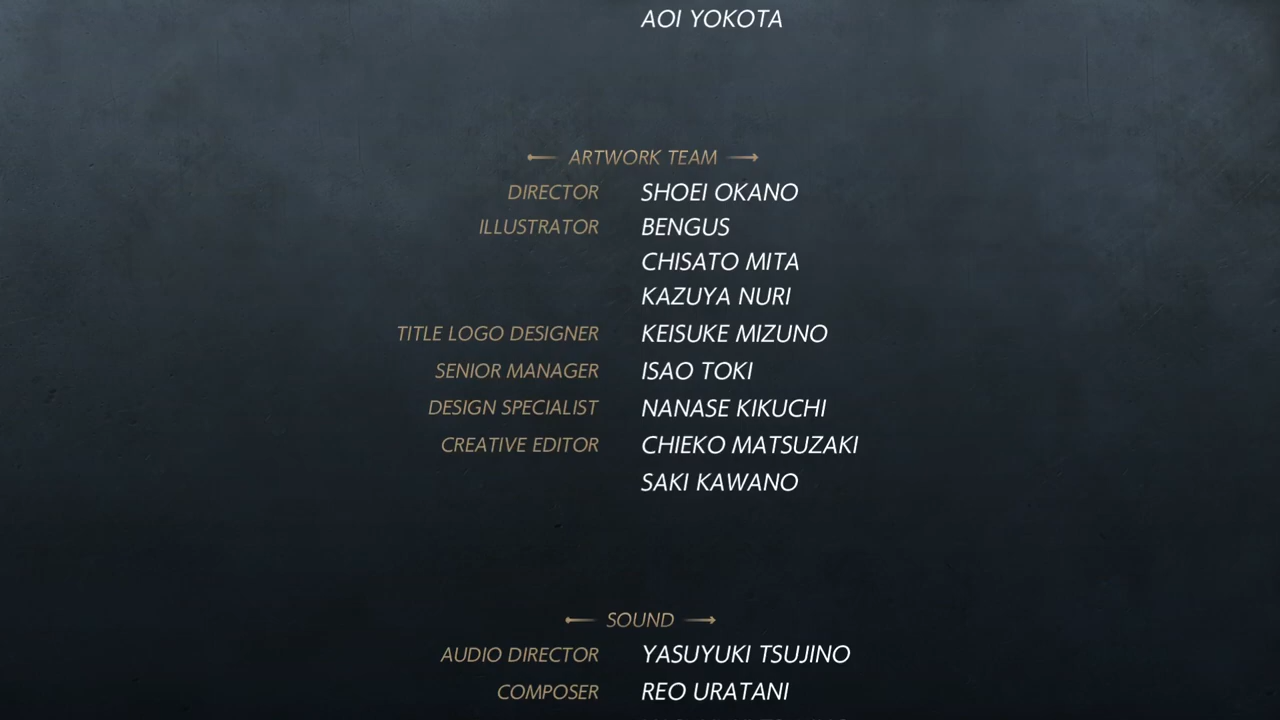 AOI YOKOTA
ARTWORK TEAM
DIRECTOR SHOEI OKANO
ILLUSTRATOR BENGUS
CHISATO MITA
KAZUYA NURI
TITLE LOGO DESIGNER KEISUKE MIZUNO
SENIOR MANAGER ISAO TOKI
DESIGN SPECIALIST NANASE KIKUCHI
CREATIVE EDITOR CHIEKO MATSUZAKI
SAKI KAWANO
SOUND
AUDIO DIRECTOR YASUYUKI TSUJINO
COMPOSER REO URATANI